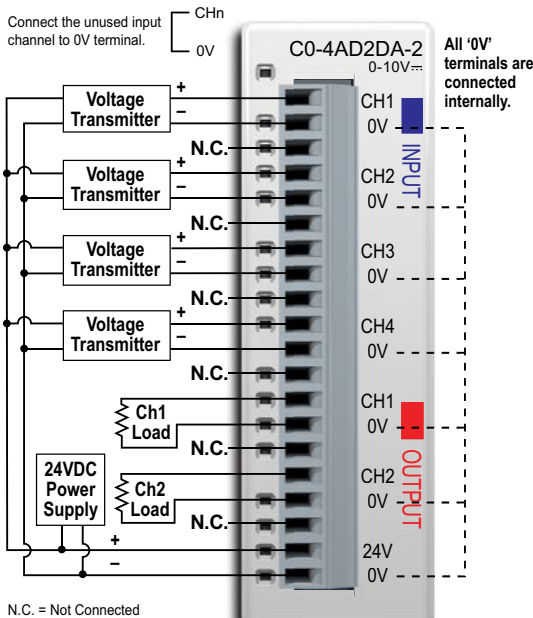 Connect the unused input
channel to 0V terminal.
CHn
0V
C0-4AD2DA-2
0-10V⎓
All ‘0V’
terminals are
connected
internally.
Voltage
Transmitter
+
–
CH1
0V
INPUT
N.C.
Voltage
Transmitter
+
–
CH2
0V
N.C.
Voltage
Transmitter
+
–
CH3
0V
N.C.
Voltage
Transmitter
+
–
CH4
0V
N.C.
Ch1
Load
CH1
0V
OUTPUT
N.C.
24VDC
Power
Supply
Ch2
Load
CH2
0V
N.C.
+
–
24V
0V
N.C. = Not Connected